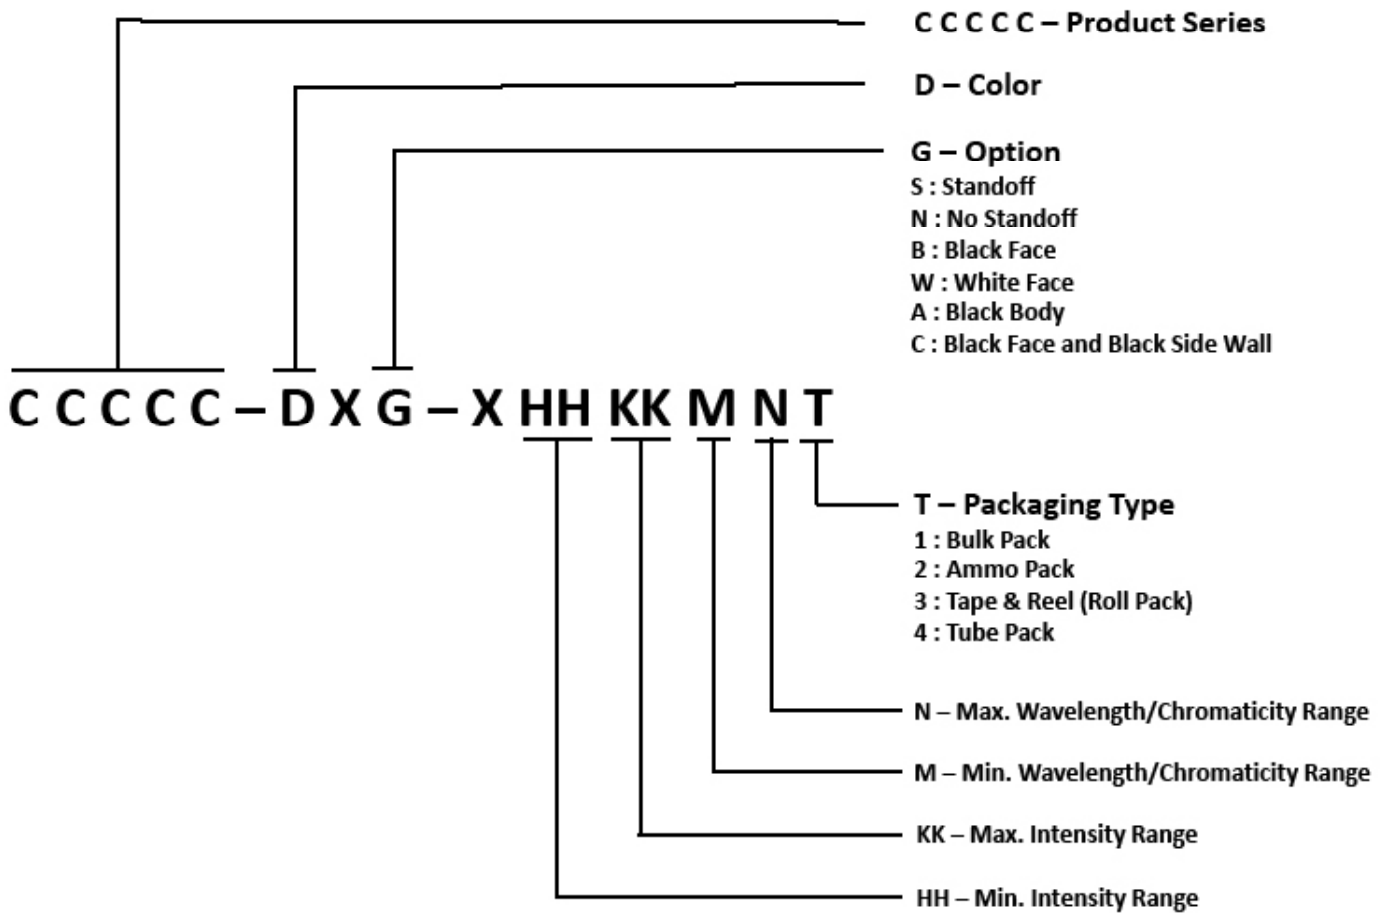 C C C C C – Product Series
D – Color
G – Option
S : Standoff
N : No Standoff
B : Black Face
W : White Face
A : Black Body
C : Black Face and Black Side Wall
C C C C C – D X G – X HH KK M N T
T – Packaging Type
1 : Bulk Pack
2 : Ammo Pack
3 : Tape & Reel (Roll Pack)
4 : Tube Pack
N – Max. Wavelength/Chromaticity Range
M – Min. Wavelength/Chromaticity Range
KK – Max. Intensity Range
HH – Min. Intensity Range